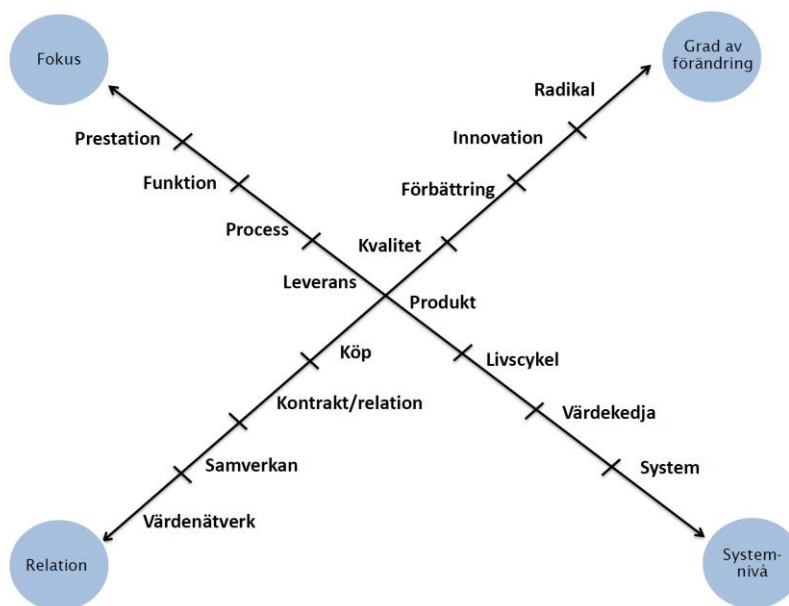 Fokus
Grad av
förändring
Radikal
Prestation
Innovation
Funktion
Förbättring
Process
Kvalitet
Leverans
Produkt
Köp
Livscykel
Kontrakt/relation
Värdekedja
Samverkan
System
Värdenätverk
Relation
System-
nivå